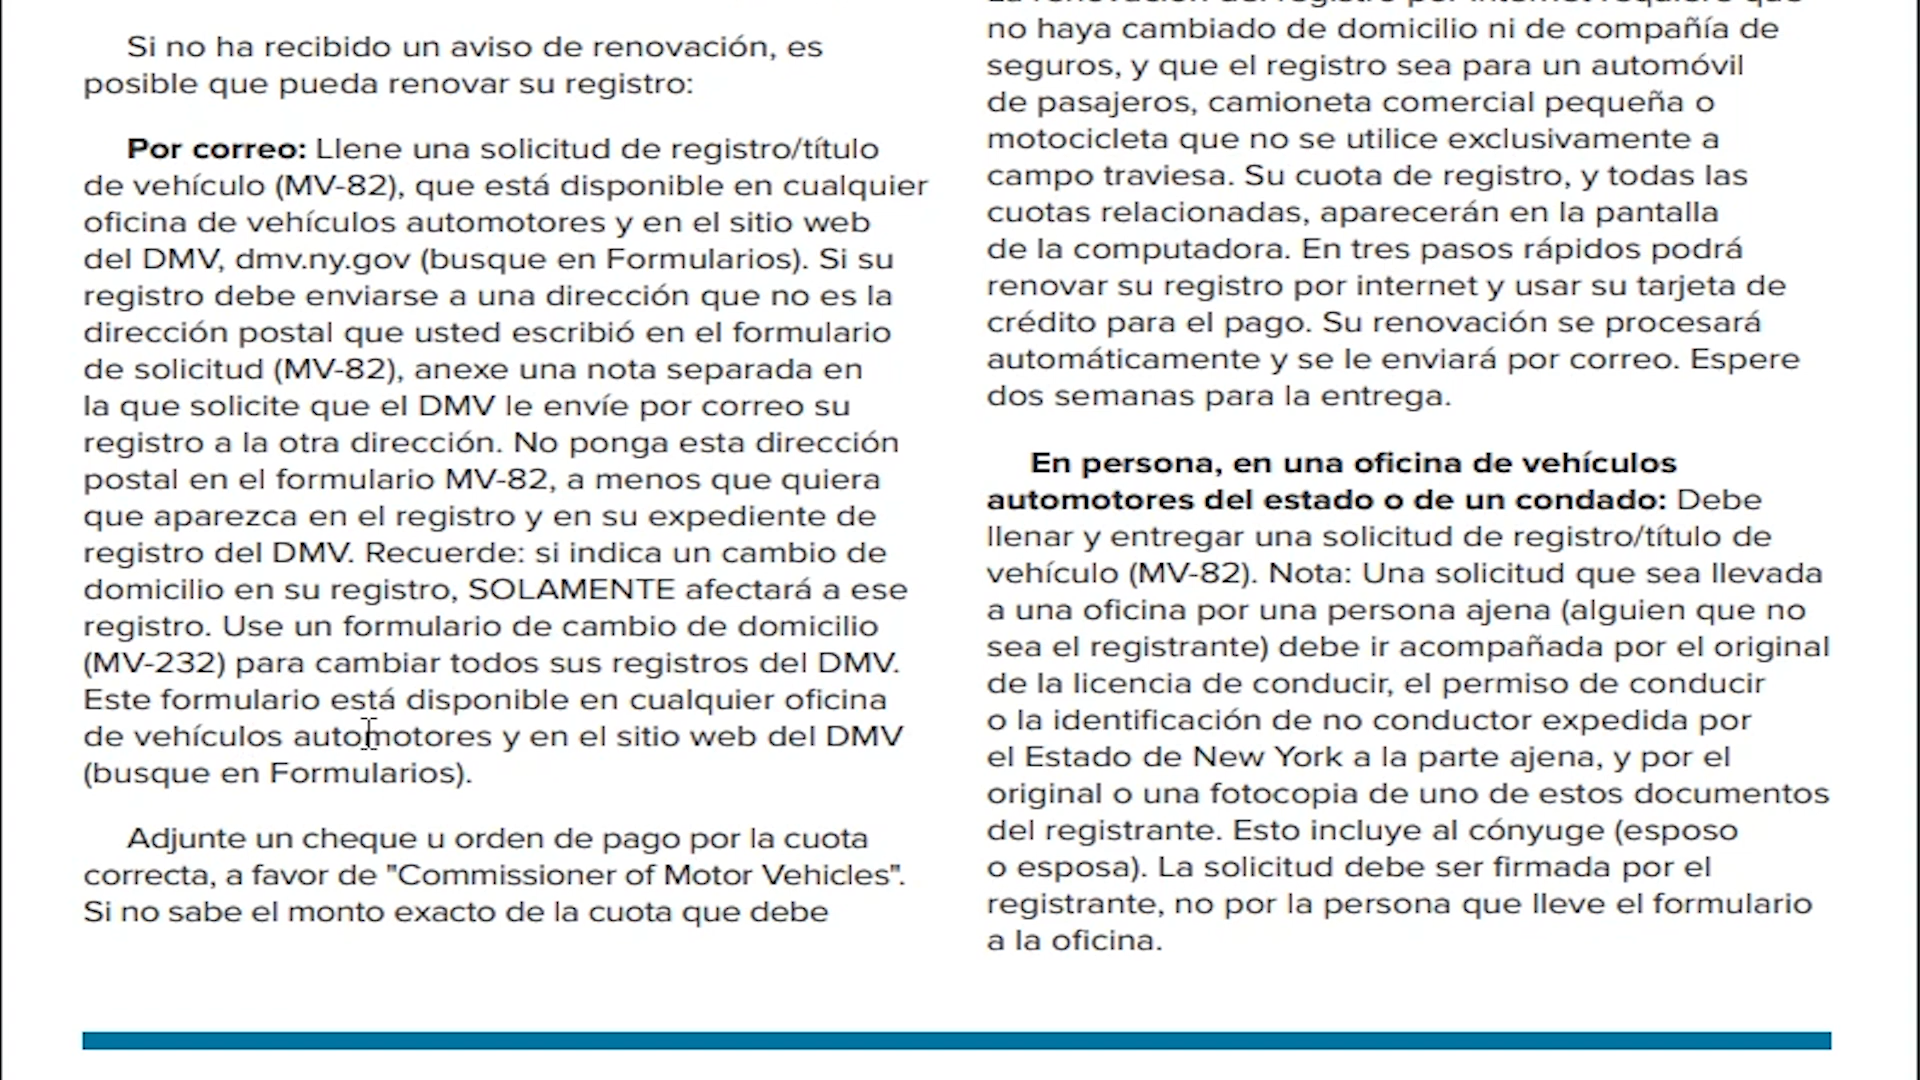 Si no ha recibido un aviso de renovación, es
posible que pueda renovar su registro:
Por correo: Llene una solicitud de registro/título
de vehículo (MV-82), que está disponible en cualquier
oficina de vehículos automotores y en el sitio web
del DMV, dmv.ny.gov (busque en Formularios). Si su
registro debe enviarse a una dirección que no es la
dirección postal que usted escribió en el formulario
de solicitud (MV-82), anexe una nota separada en
la que solicite que el DMV le envíe por correo su
registro a la otra dirección. No ponga esta dirección
postal en el formulario MV-82, a menos que quiera
que aparezca en el registro y en su expediente de
registro del DMV. Recuerde: si indica un cambio de
domicilio en su registro, SOLAMENTE afectará a ese
registro. Use un formulario de cambio de domicilio
(MV-232) para cambiar todos sus registros del DMV.
Este formulario está disponible en cualquier oficina
de vehículos automotores y en el sitio web del DMV
(busque en Formularios).
Adjunte un cheque u orden de pago por la cuota
correcta, a favor de "Commissioner of Motor Vehicles".
Si no sabe el monto exacto de la cuota que debe
La renovación del registro por internet requiere que
no haya cambiado de domicilio ni de compañía de
seguros, y que el registro sea para un automóvil
de pasajeros, camioneta comercial pequeña o
motocicleta que no se utilice exclusivamente a
campo traviesa. Su cuota de registro, y todas las
cuotas relacionadas, aparecerán en la pantalla
de la computadora. En tres pasos rápidos podrá
renovar su registro por internet y usar su tarjeta de
crédito para el pago. Su renovación se procesará
automáticamente y se le enviará por correo. Espere
dos semanas para la entrega.
En persona, en una oficina de vehículos
automotores del estado o de un condado: Debe
llenar y entregar una solicitud de registro/título de
vehículo (MV-82). Nota: Una solicitud que sea llevada
a una oficina por una persona ajena (alguien que no
sea el registrante) debe ir acompañada por el original
de la licencia de conducir, el permiso de conducir
o la identificación de no conductor expedida por
el Estado de New York a la parte ajena, y por el
original o una fotocopia de uno de estos documentos
del registrante. Esto incluye al cónyuge (esposo
o esposa). La solicitud debe ser firmada por el
registrante, no por la persona que lleve el formulario
a la oficina.